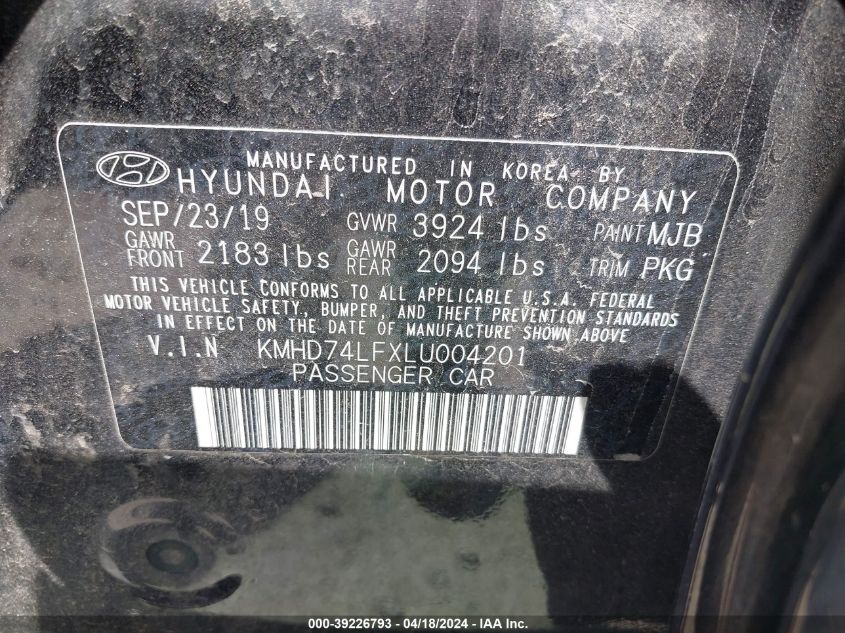 MANUFACTURED IN KOREA BY
HYUNDAI MOTOR COMPANY
SEP/23/19 GVWR 3924 lbs PAINT MJB
GAWR FRONT 2183 lbs GAWR REAR 2094 lbs TRIM PKG
THIS VEHICLE CONFORMS TO ALL APPLICABLE U.S.A. FEDERAL
MOTOR VEHICLE SAFETY, BUMPER, AND THEFT PREVENTION STANDARDS
IN EFFECT ON THE DATE OF MANUFACTURE SHOWN ABOVE
V.I.N KMHD74LFXLU004201
PASSENGER CAR
000-39226793 - 04/18/2024 - IAA Inc.